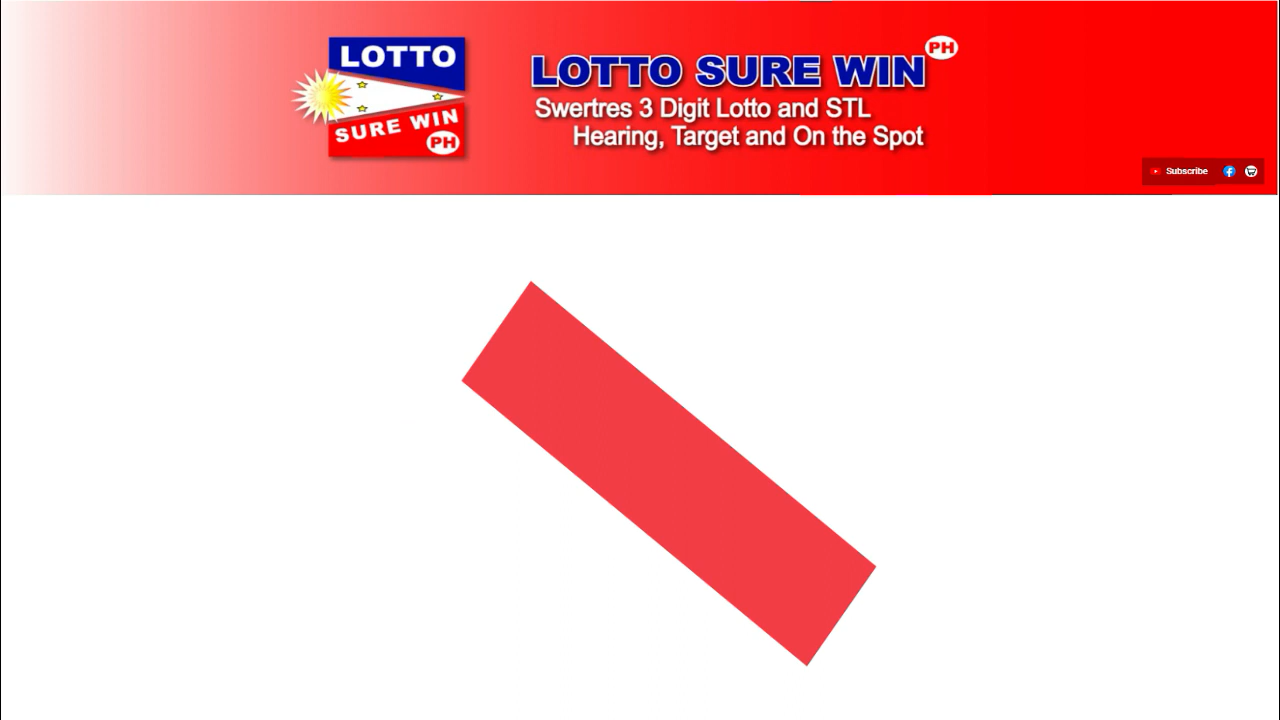 LOTTO
SURE WIN
PH
LOTTO SURE WIN PH
Swertres 3 Digit Lotto and STL
Hearing, Target and On the Spot
Subscribe